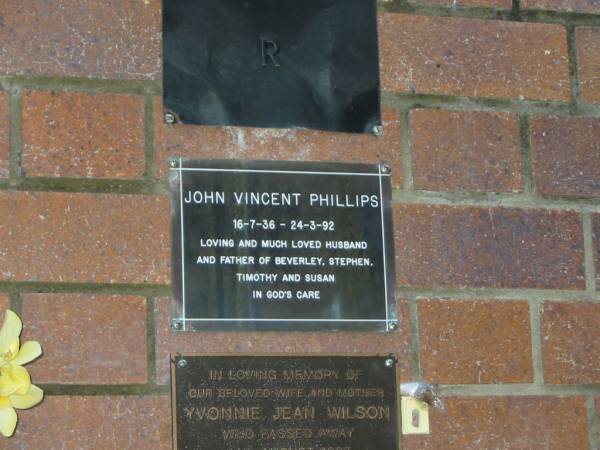 R
JOHN VINCENT PHILLIPS
16-7-36 - 24-3-92
LOVING AND MUCH LOVED HUSBAND
AND FATHER OF BEVERLEY, STEPHEN,
TIMOTHY AND SUSAN
IN GOD'S CARE
IN LOVING MEMORY OF
OUR BELOVED WIFE AND MOTHER
YVONNIE JEAN WILSON
WHO PASSED AWAY